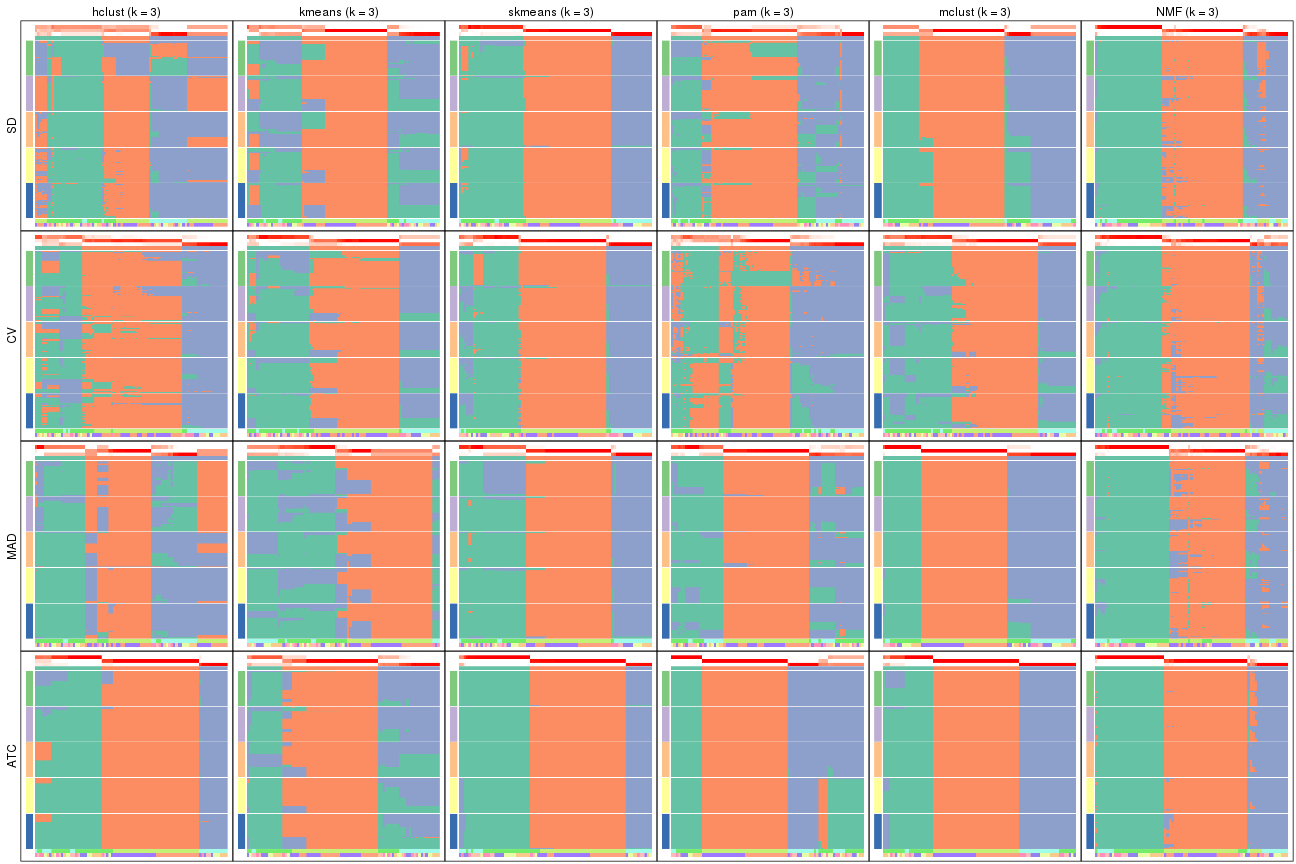 hclust (k = 3)
kmeans (k = 3)
skmeans (k = 3)
pam (k = 3)
mclust (k = 3)
NMF (k = 3)
SD
CV
MAD
ATC